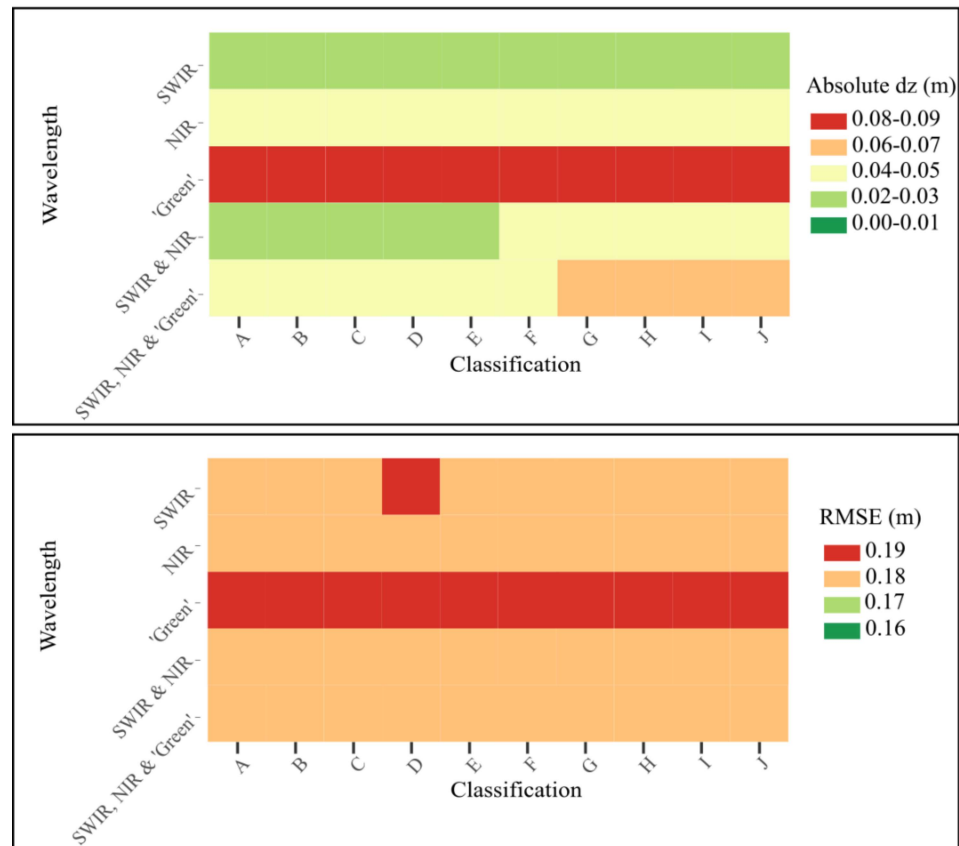 SWIR
NIR
'Green'
SWIR & NIR
SWIR, NIR & 'Green'
Wavelength
A B C D E F G H I J
Classification
Absolute dz (m)
0.08-0.09
0.06-0.07
0.04-0.05
0.02-0.03
0.00-0.01
SWIR
NIR
'Green'
SWIR & NIR
SWIR, NIR & 'Green'
Wavelength
A B C D E F G H I J
Classification
RMSE (m)
0.19
0.18
0.17
0.16